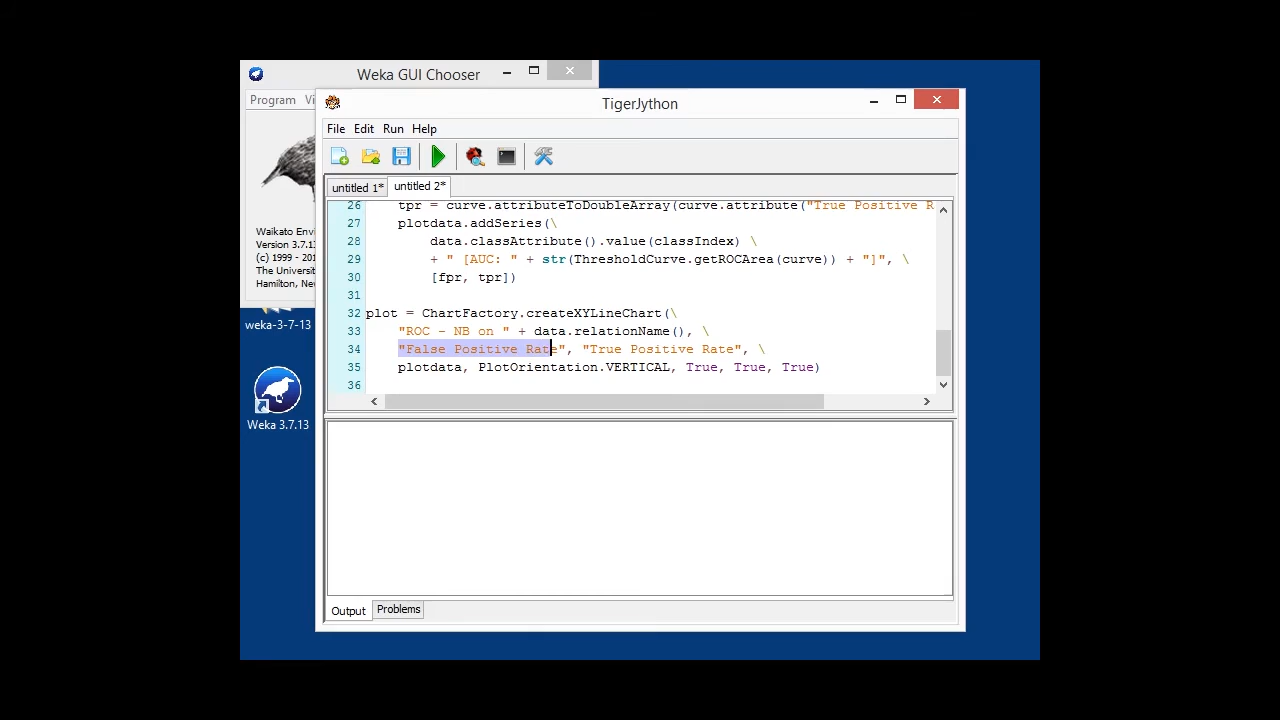 Weka GUI Chooser
Program Vi
TigerJython
File Edit Run Help
untitled 1* untitled 2*
26 tpr = curve.attributeToDoubleArray(curve.attribute("True Positive R
27 plotdata.addSeries(\
28 data.classAttribute().value(classIndex) \
29 + " [AUC: " + str(ThresholdCurve.getROCArea(curve)) + "]", \
30 [fpr, tpr])
31
32 plot = ChartFactory.createXYLineChart(\
33 "ROC - NB on " + data.relationName(), \
34 "False Positive Rate", "True Positive Rate", \
35 plotdata, PlotOrientation.VERTICAL, True, True, True)
36
Waikato Envi
Version 3.7.13
(c) 1999 - 201
The Universit
Hamilton, New
weka-3-7-13
Weka 3.7.13
Output Problems